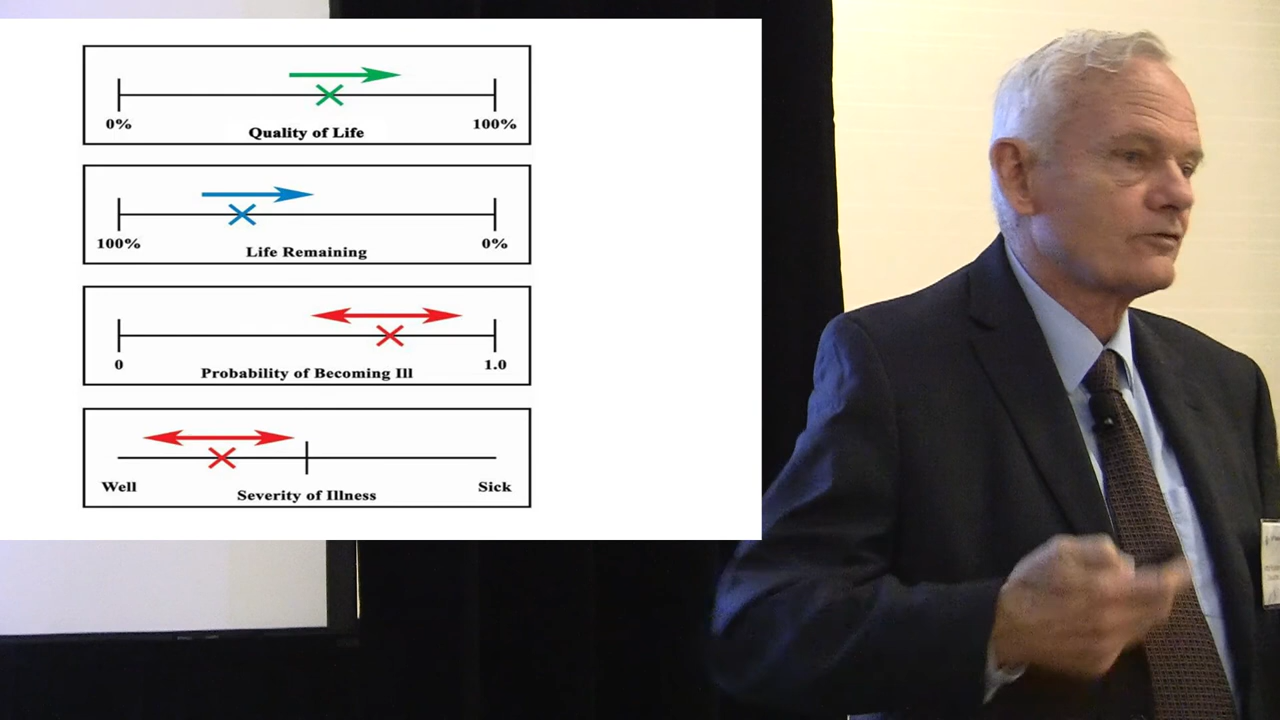 0%
Quality of Life
100%
100%
Life Remaining
0%
0
Probability of Becoming Ill
1.0
Well
Severity of Illness
Sick